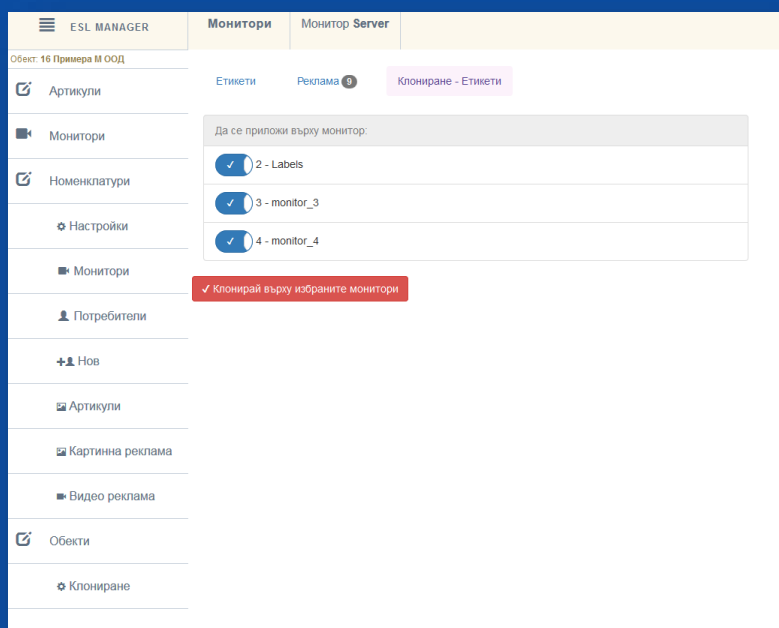 ESL MANAGER
Монитори
Монитор Server
Обект: 16 Примера М ООД
Артикули
Монитори
Номенклатури
Настройки
Монитори
Потребители
Нов
Артикули
Картинна реклама
Видео реклама
Обекти
Клониране
Етикети
Реклама 9
Клониране - Етикети
Да се приложи върху монитор:
2 - Labels
3 - monitor_3
4 - monitor_4
Клонирай върху избраните монитори